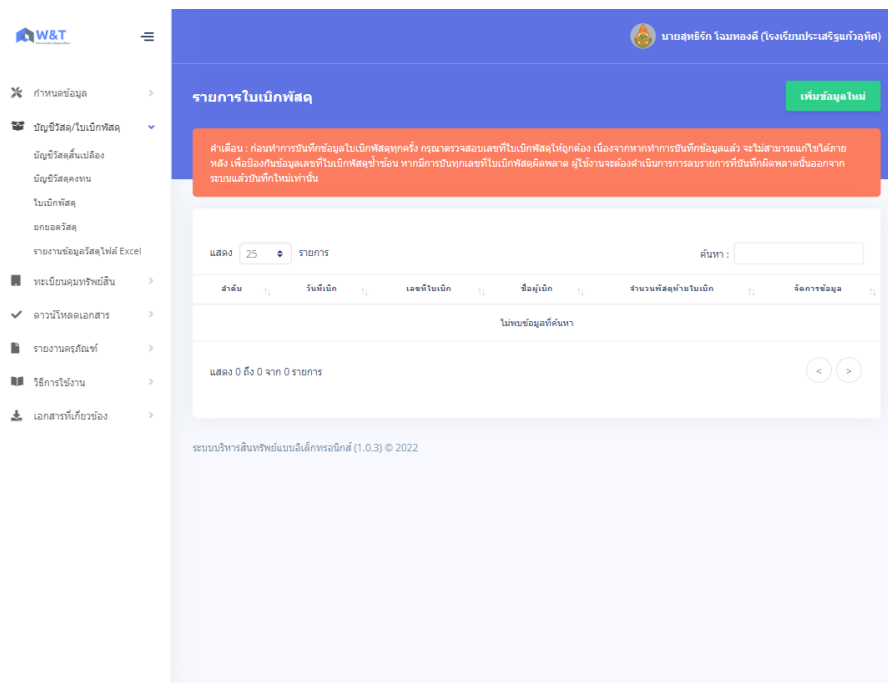 W&T
นายสุทธิรัก โฉมทองดี (โรงเรียนประเสริฐแก้วอุทิศ)
กำหนดข้อมูล
บัญชีวัสดุ/ใบเบิกพัสดุ
บัญชีวัสดุสิ้นเปลือง
บัญชีวัสดุคงทน
ใบเบิกพัสดุ
ยกยอดวัสดุ
รายงานข้อมูลวัสดุไฟล์ Excel
ทะเบียนคุมทรัพย์สิน
ดาวน์โหลดเอกสาร
รายงานครุภัณฑ์
วิธีการใช้งาน
เอกสารที่เกี่ยวข้อง
รายการใบเบิกพัสดุ
เพิ่มข้อมูลใหม่
คำเตือน : ก่อนทำการบันทึกข้อมูลใบเบิกพัสดุทุกครั้ง กรุณาตรวจสอบเลขที่ใบเบิกพัสดุให้ถูกต้อง เนื่องจากหากทำการบันทึกข้อมูลแล้ว จะไม่สามารถแก้ไขได้ภาย
หลัง เพื่อป้องกันข้อมูลเลขที่ใบเบิกพัสดุซ้ำซ้อน หากมีการบันทุกเลขที่ใบเบิกพัสดุผิดพลาด ผู้ใช้งานจะต้องดำเนินการการลบรายการที่บันทึกผิดพลาดนั้นออกจาก
ระบบแล้วบันทึกใหม่เท่านั้น
แสดง 25 รายการ
ค้นหา :
ลำดับ วันที่เบิก เลขที่ใบเบิก ชื่อผู้เบิก จำนวนพัสดุท้ายใบเบิก จัดการข้อมูล
ไม่พบข้อมูลที่ค้นหา
แสดง 0 ถึง 0 จาก 0 รายการ
< >
ระบบบริหารสินทรัพย์แบบอิเล็กทรอนิกส์ (1.0.3) © 2022